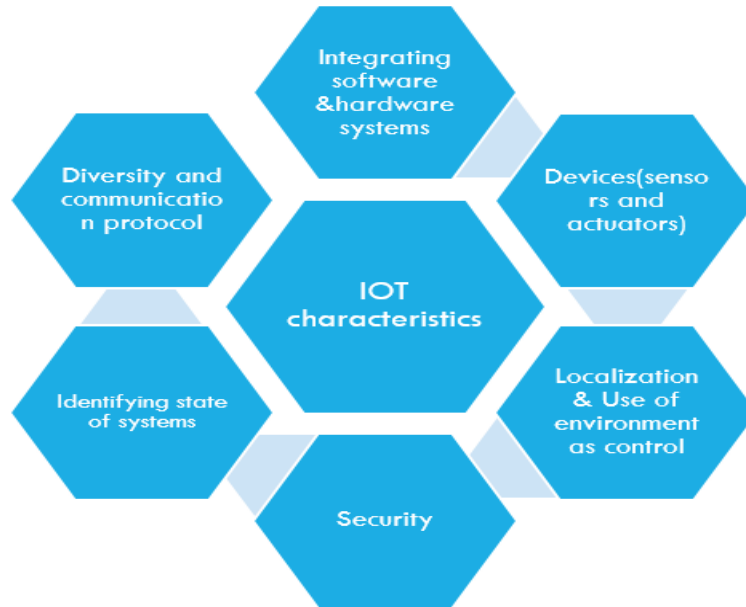 Integrating
software
&hardware
systems
Devices(senso
rs and
actuators)
Localization
& Use of
environment
as control
Security
Identifying state
of systems
Diversity and
communicatio
n protocol
IOT
characteristics